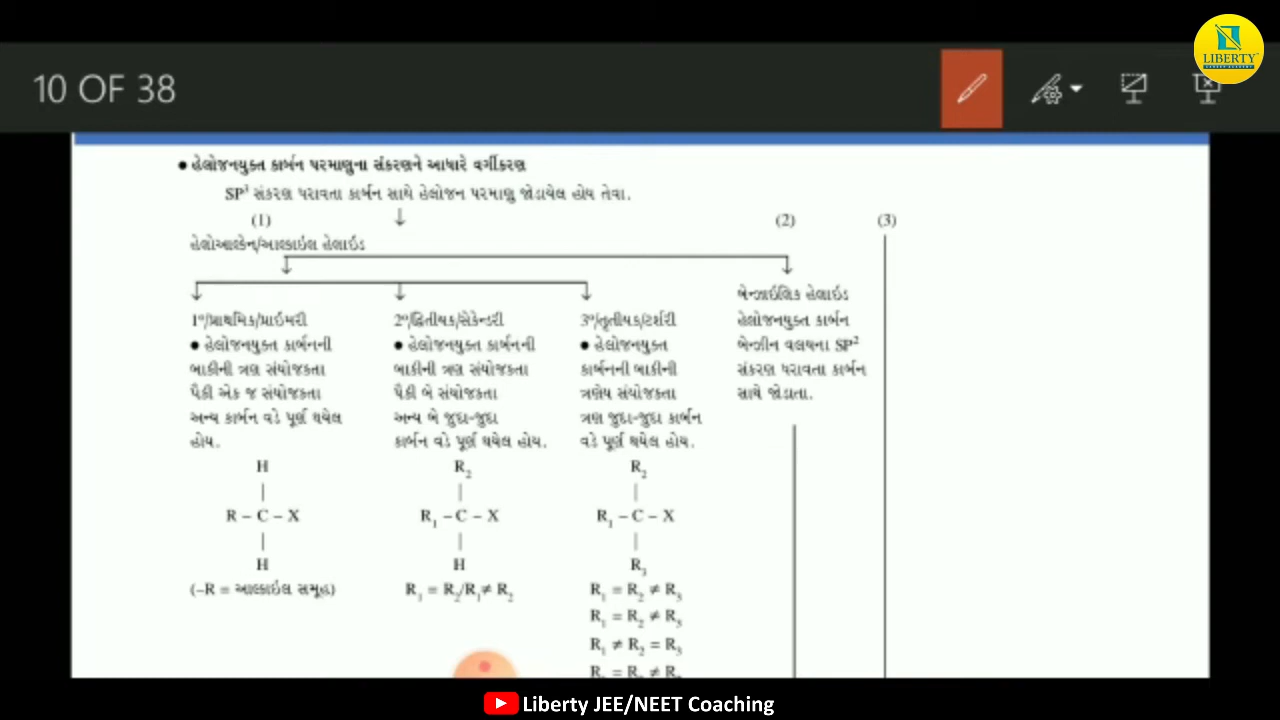 LIBERTY
10 OF 38
● હેલોજનયુક્ત કાર્બન પરમાણુના સંકરણને આધારે વર્ગીકરણ
SP³ સંકરણ ધરાવતા કાર્બન સાથે હેલોજન પરમાણુ જોડાયેલ હોય તેવા.
(1) ↓ (2) (3)
હેલોઆલ્કેન/આલ્કાઇલ હેલાઇડ
1º/પ્રાથમિક/પ્રાઇમરી
● હેલોજનયુક્ત કાર્બનની
બાકીની ત્રણ સંયોજકતા
પૈકી એક જ સંયોજકતા
અન્ય કાર્બન વડે પૂર્ણ થયેલ
હોય.
H
|
R – C – X
|
H
(–R = આલ્કાઇલ સમૂહ)
2º/દ્વિતીયક/સેકેન્ડરી
● હેલોજનયુક્ત કાર્બનની
બાકીની ત્રણ સંયોજકતા
પૈકી બે સંયોજકતા
અન્ય બે જુદા-જુદા
કાર્બન વડે પૂર્ણ થયેલ હોય.
R₂
|
R₁ – C – X
|
H
R₁ = R₂/R₁ ≠ R₂
3º/તૃતીયક/ટર્શરી
● હેલોજનયુક્ત
કાર્બનની બાકીની
ત્રણેય સંયોજકતા
ત્રણ જુદા-જુદા કાર્બન
વડે પૂર્ણ થયેલ હોય.
R₂
|
R₁ – C – X
|
R₃
R₁ = R₂ ≠ R₃
R₁ = R₂ ≠ R₃
R₁ ≠ R₂ = R₃
બેન્ઝાઇલિક હેલાઇડ
હેલોજનયુક્ત કાર્બન
બેન્ઝીન વલયના SP²
સંકરણ ધરાવતા કાર્બન
સાથે જોડાતા.
Liberty JEE/NEET Coaching